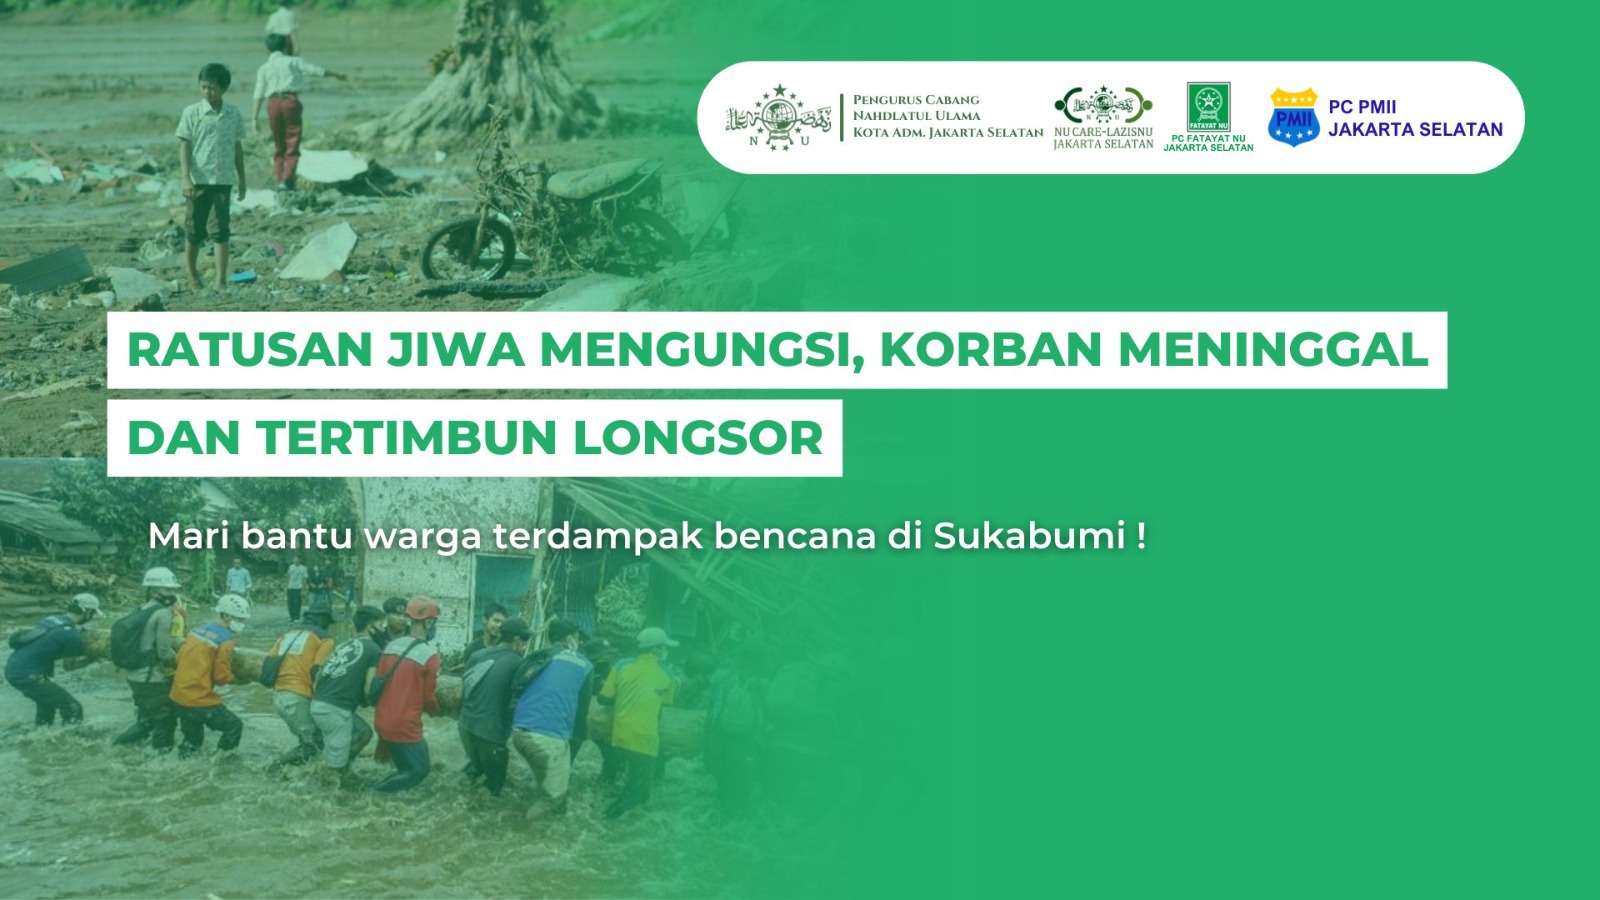 PENGURUS CABANG
NAHDLATUL ULAMA
KOTA ADM. JAKARTA SELATAN
N U
NU CARE-LAZISNU
JAKARTA SELATAN
FATAYAT NU
PC FATAYAT NU
JAKARTA SELATAN
PMII
PC PMII
JAKARTA SELATAN
RATUSAN JIWA MENGUNGSI, KORBAN MENINGGAL
DAN TERTIMBUN LONGSOR
Mari bantu warga terdampak bencana di Sukabumi !